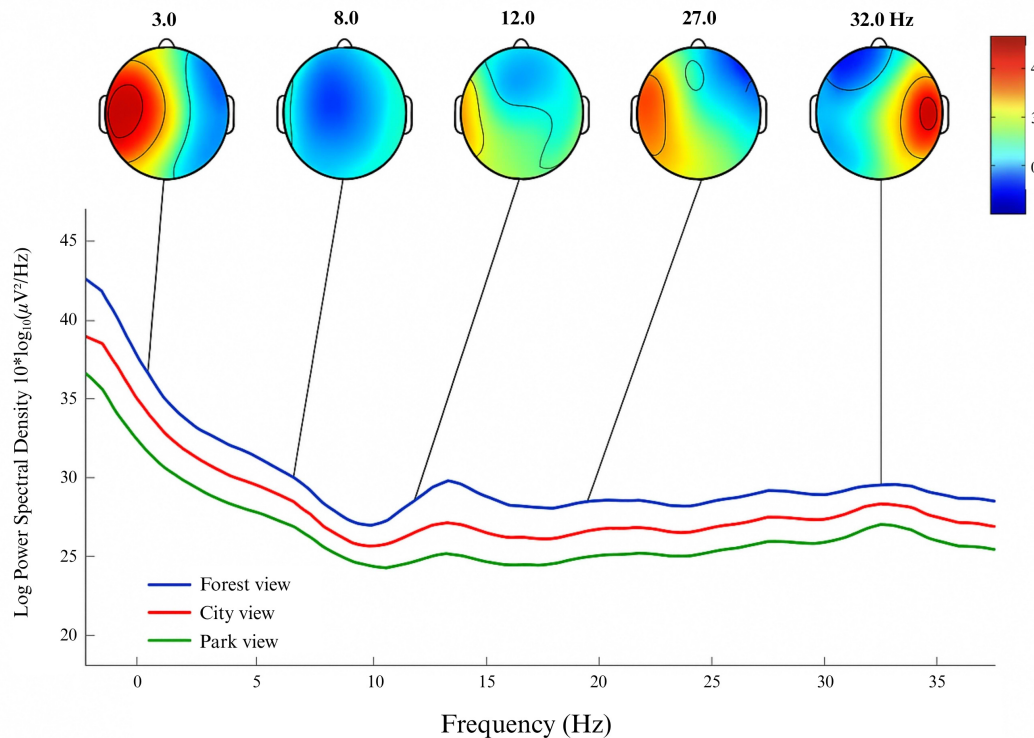 3.0 8.0 12.0 27.0 32.0 Hz
45
40
35
30
25
20
Log Power Spectral Density 10*log₁₀(μV²/Hz)
Forest view
City view
Park view
0 5 10 15 20 25 30 35
Frequency (Hz)